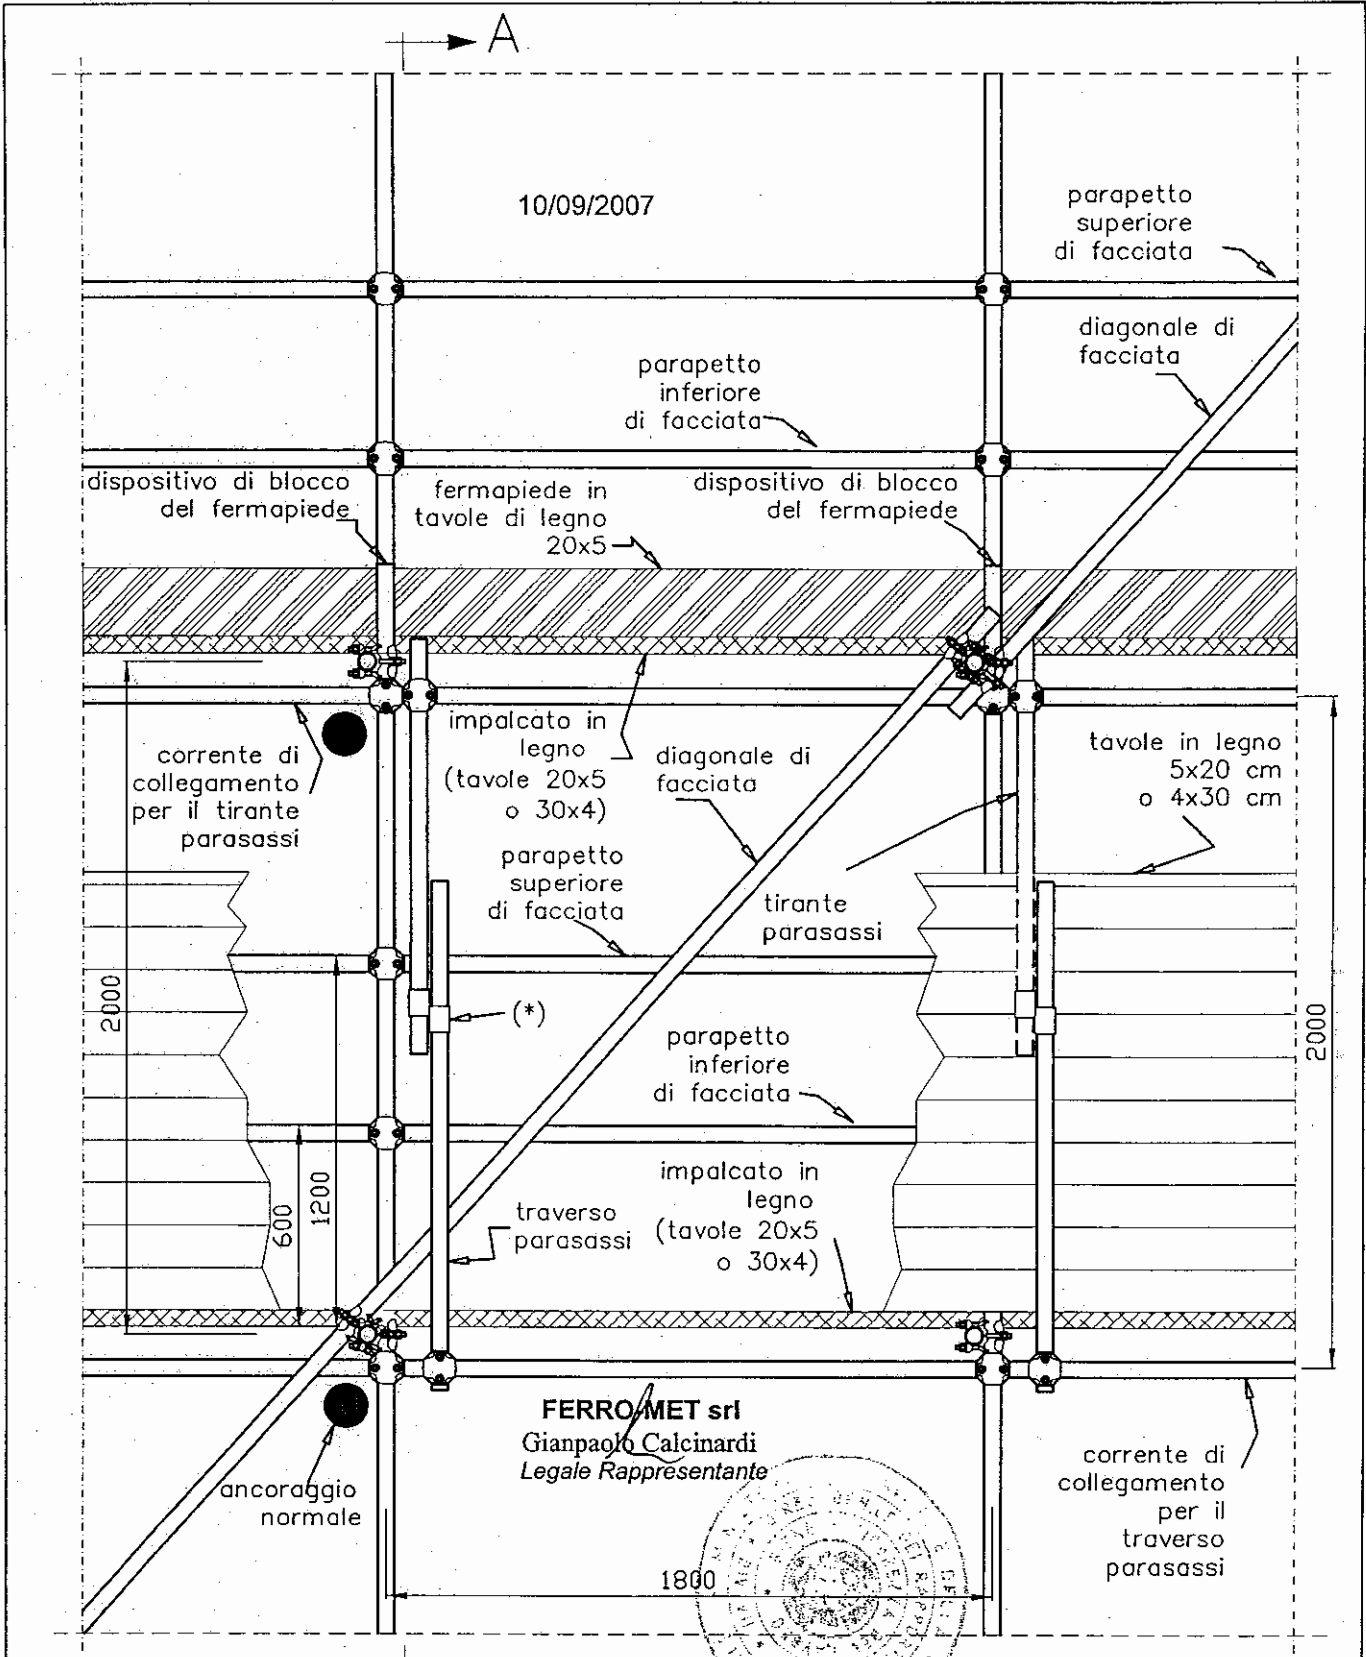 A
10/09/2007
parapetto
superiore
di facciata
diagonale di
facciata
parapetto
inferiore
di facciata
dispositivo di blocco
del fermapiede
fermapiede in
tavole di legno
20x5
dispositivo di blocco
del fermapiede
corrente di
collegamento
per il tirante
parasassi
impalcato in
legno
(tavole 20x5
o 30x4)
diagonale di
facciata
tavole in legno
5x20 cm
o 4x30 cm
parapetto
superiore
di facciata
tirante
parasassi
2000
(*)
2000
parapetto
inferiore
di facciata
1200
600
traverso
parasassi
impalcato in
legno
(tavole 20x5
o 30x4)
FERRO-MET srl
Gianpaolo Calcinardi
Legale Rappresentante
ancoraggio
normale
corrente di
collegamento
per il
traverso
parasassi
1800